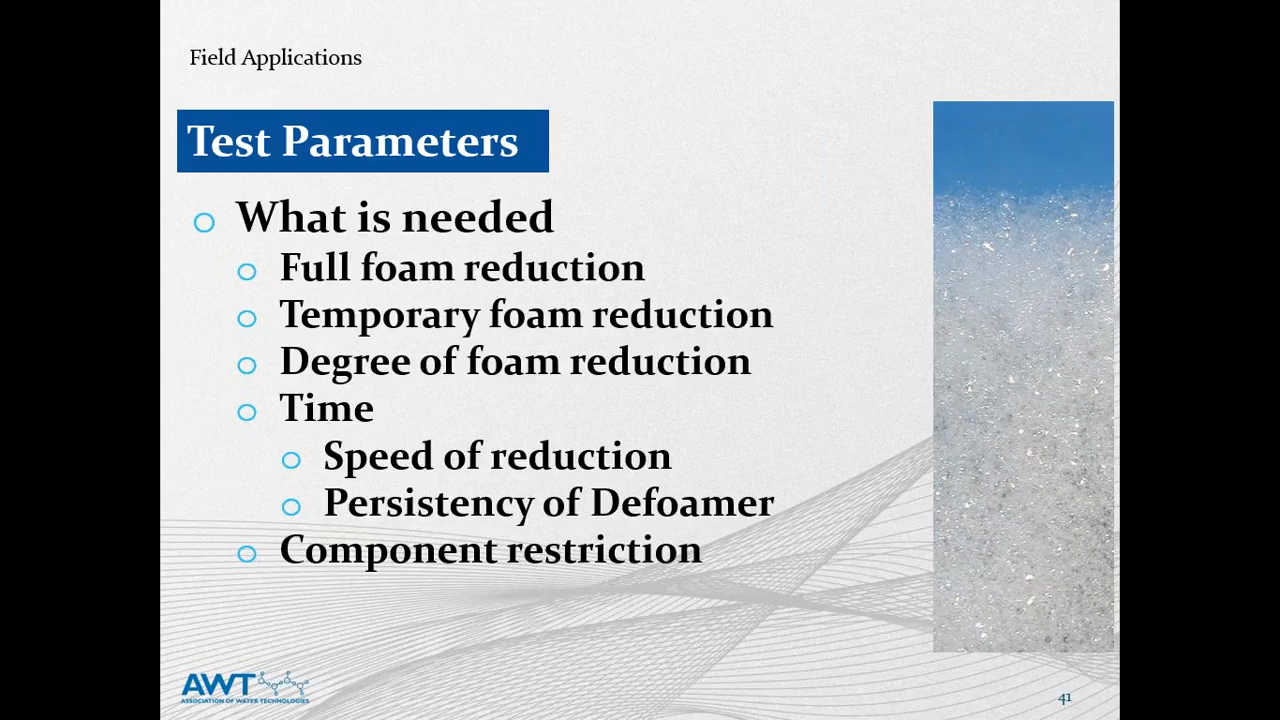 Field Applications
Test Parameters
What is needed
Full foam reduction
Temporary foam reduction
Degree of foam reduction
Time
Speed of reduction
Persistency of Defoamer
Component restriction
AWT
ASSOCIATION OF WATER TECHNOLOGIES
41